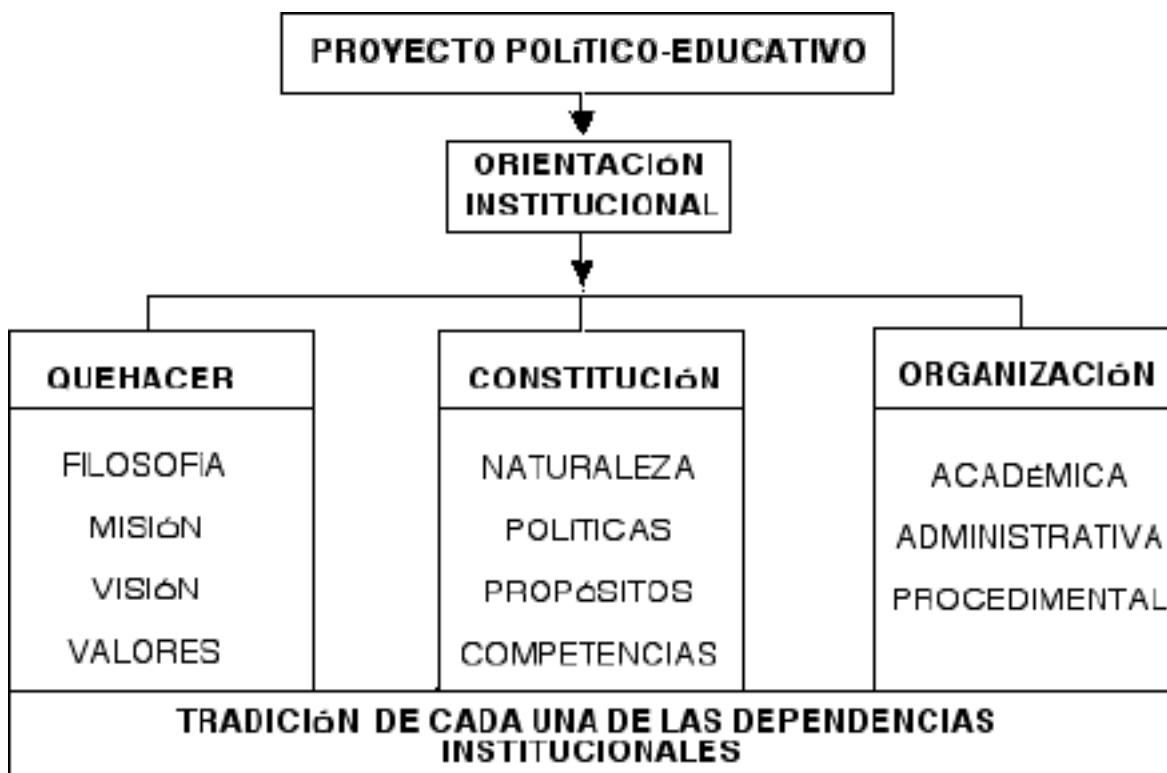 PROYECTO POLíTICO-EDUCATIVO
ORIENTACIóN
INSTITUCIONAL
QUEHACER
FILOSOFIA
MISIóN
VISIóN
VALORES
CONSTITUCIóN
NATURALEZA
POLITICAS
PROPóSITOS
COMPETENCIAS
ORGANIZACIóN
ACADéMICA
ADMINISTRATIVA
PROCEDIMENTAL
TRADICIóN DE CADA UNA DE LAS DEPENDENCIAS
INSTITUCIONALES